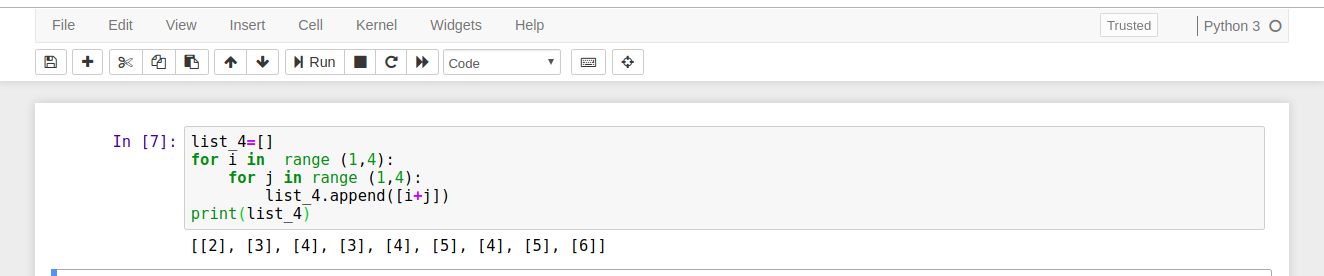 File Edit View Insert Cell Kernel Widgets Help Trusted Python 3
Run Code
In [7]: list_4=[]
for i in  range (1,4):
    for j in range (1,4):
        list_4.append([i+j])
print(list_4)
[[2], [3], [4], [3], [4], [5], [4], [5], [6]]